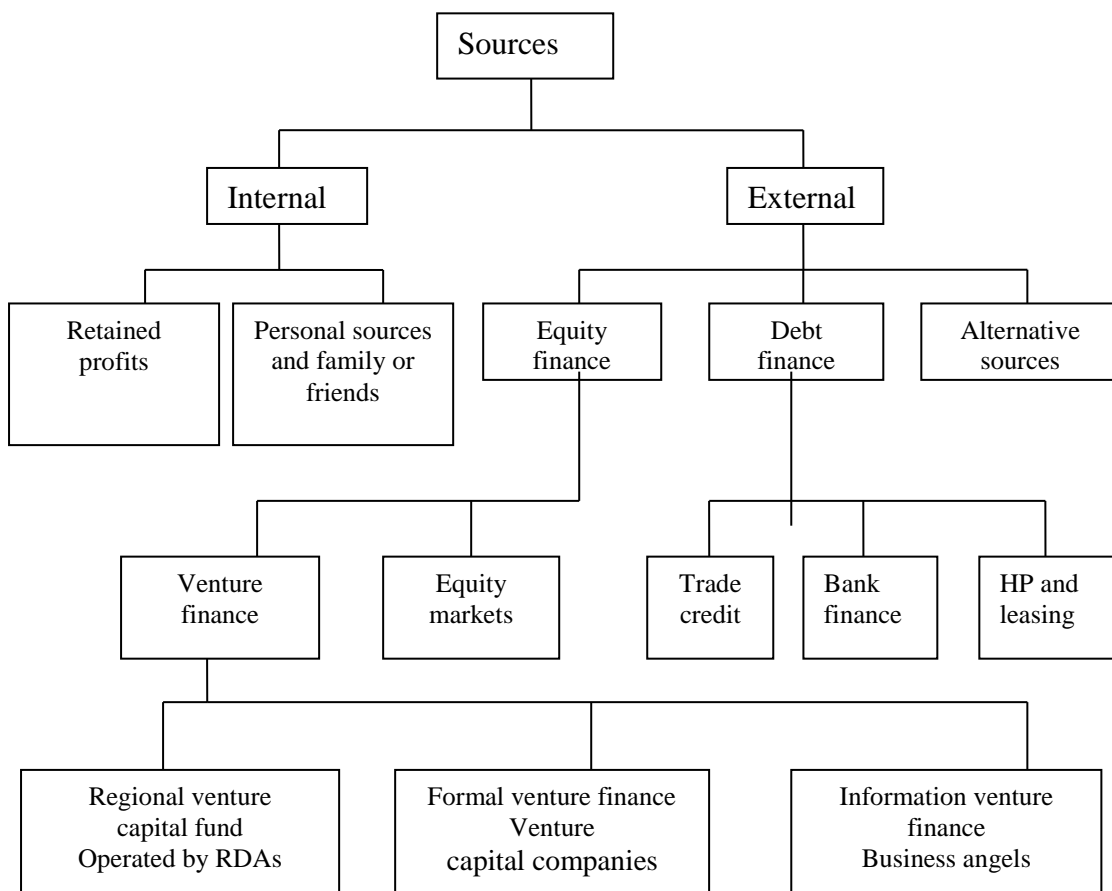 Sources
Internal
External
Retained
profits
Personal sources
and family or
friends
Equity
finance
Debt
finance
Alternative
sources
Venture
finance
Equity
markets
Trade
credit
Bank
finance
HP and
leasing
Regional venture
capital fund
Operated by RDAs
Formal venture finance
Venture
capital companies
Information venture
finance
Business angels